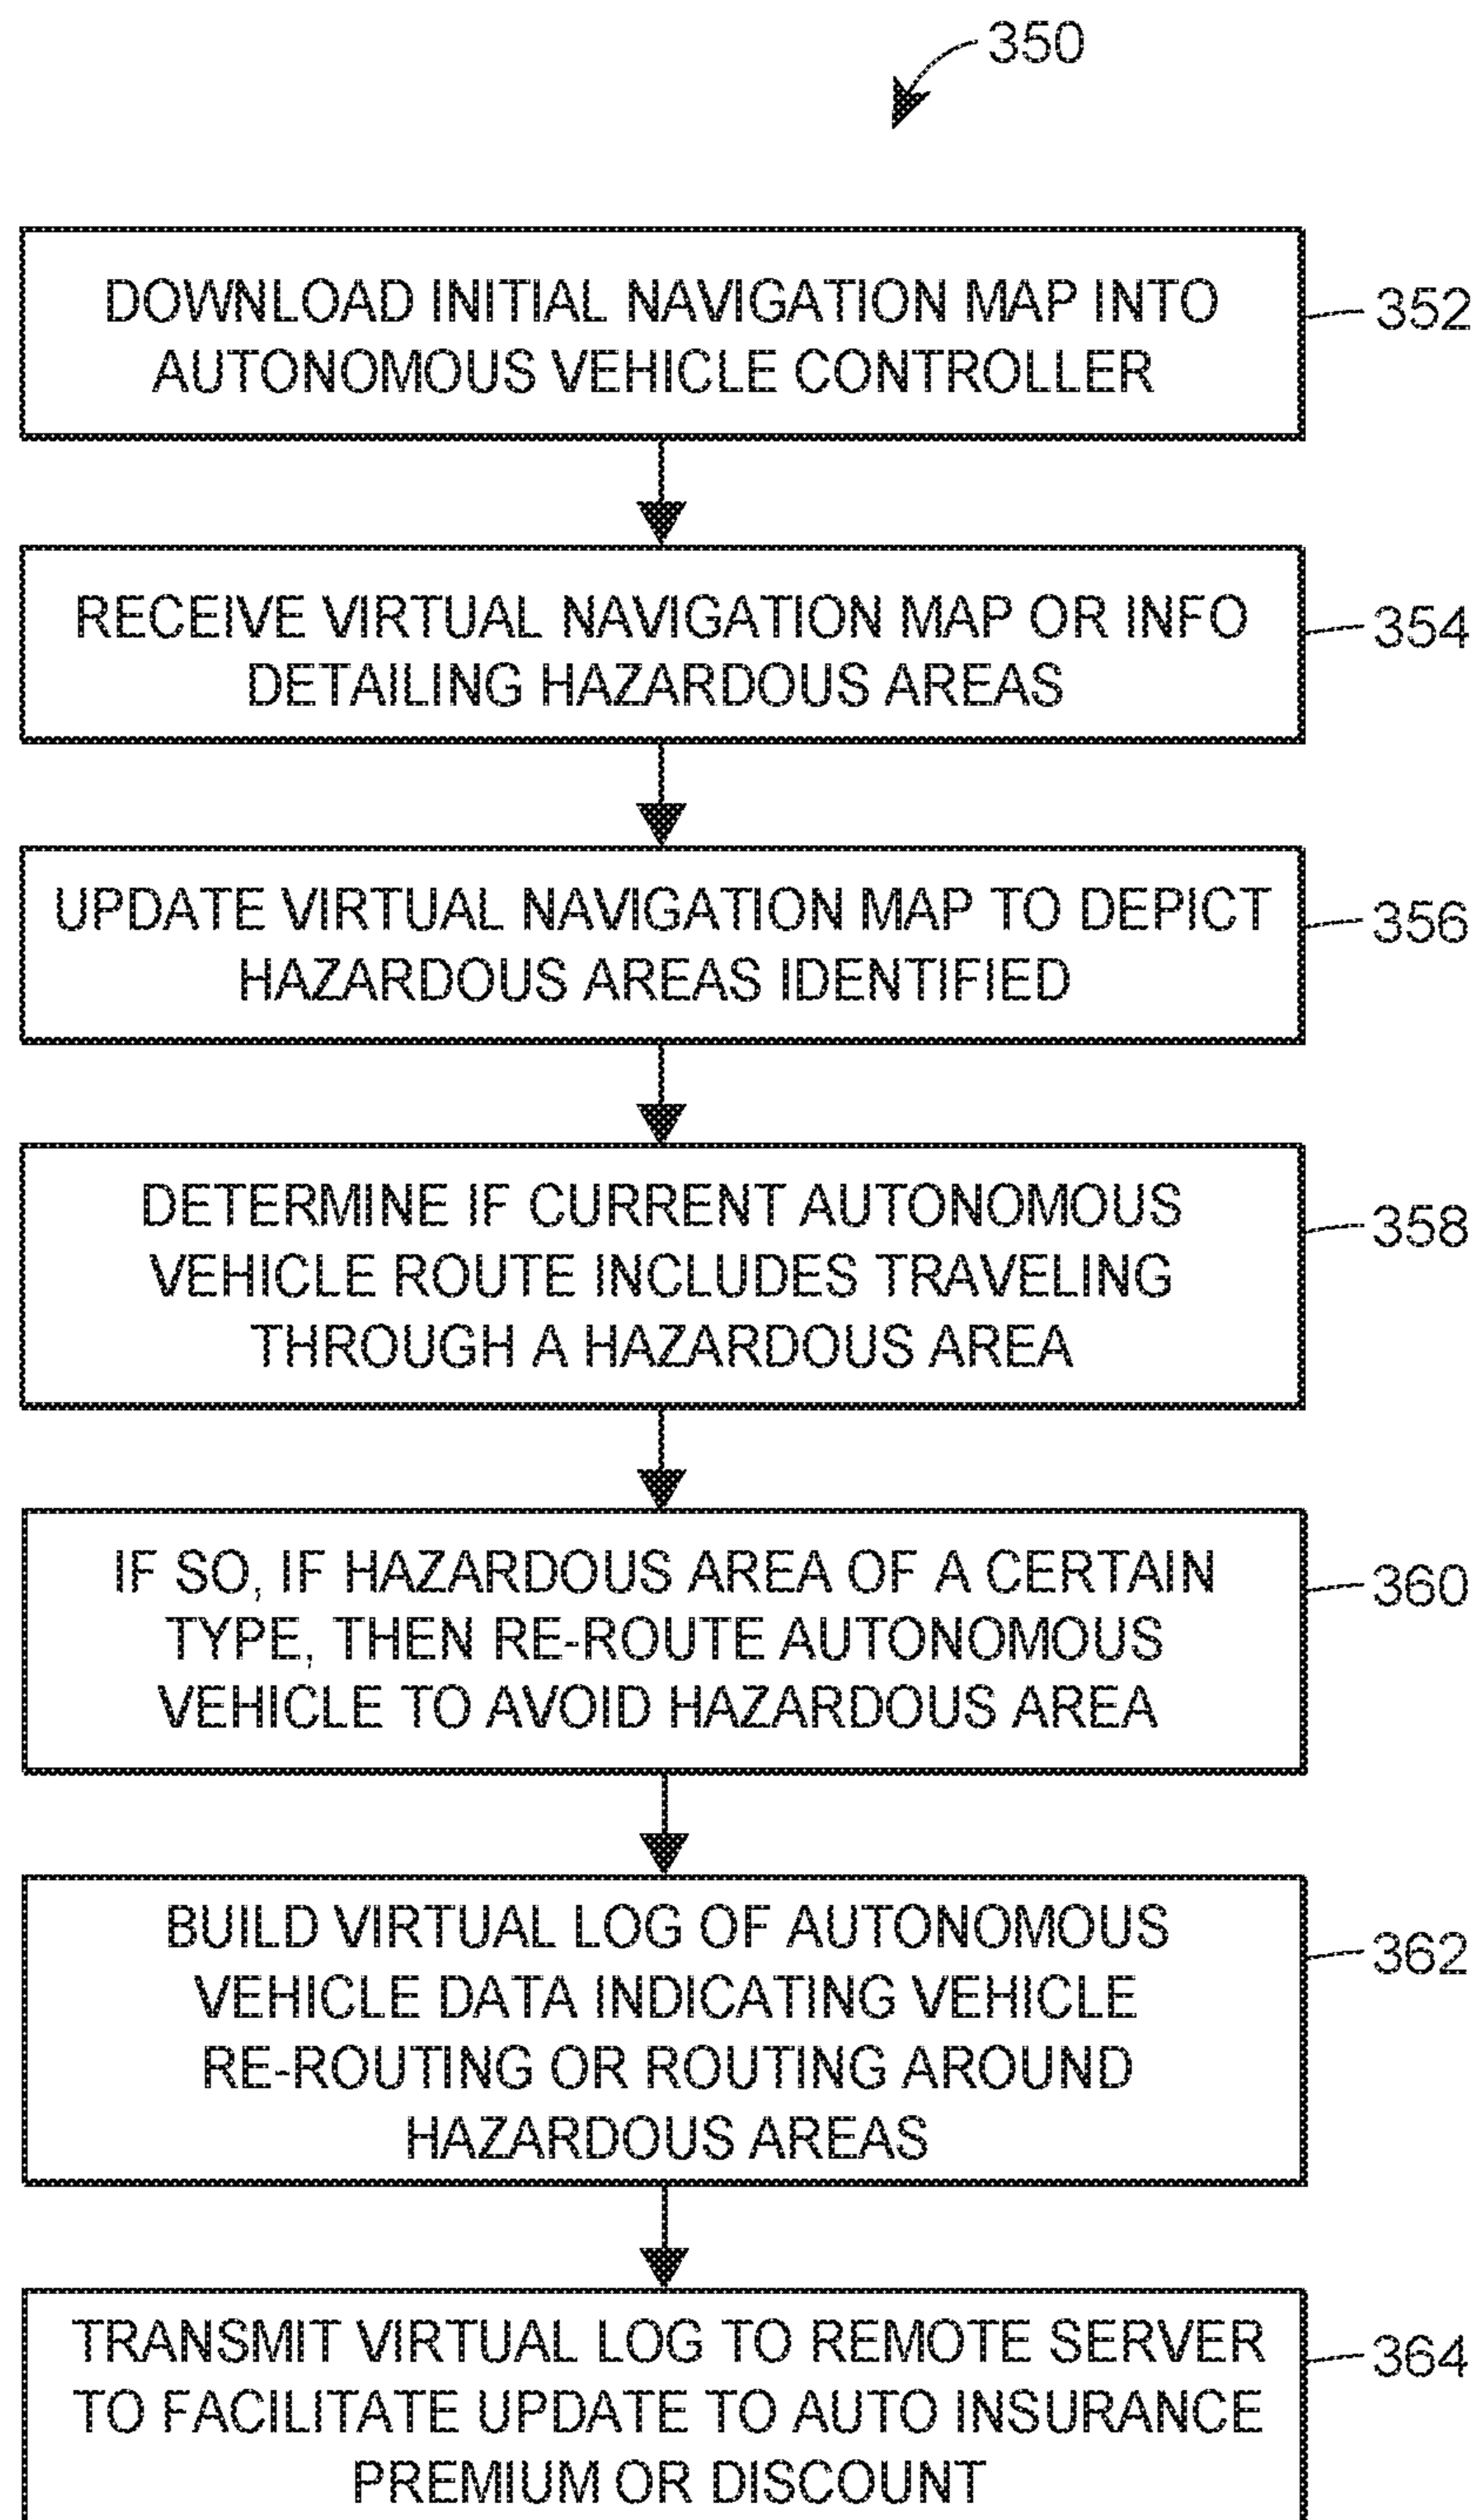 350
DOWNLOAD INITIAL NAVIGATION MAP INTO
AUTONOMOUS VEHICLE CONTROLLER
352
RECEIVE VIRTUAL NAVIGATION MAP OR INFO
DETAILING HAZARDOUS AREAS
354
UPDATE VIRTUAL NAVIGATION MAP TO DEPICT
HAZARDOUS AREAS IDENTIFIED
356
DETERMINE IF CURRENT AUTONOMOUS
VEHICLE ROUTE INCLUDES TRAVELING
THROUGH A HAZARDOUS AREA
358
IF SO, IF HAZARDOUS AREA OF A CERTAIN
TYPE, THEN RE-ROUTE AUTONOMOUS
VEHICLE TO AVOID HAZARDOUS AREA
360
BUILD VIRTUAL LOG OF AUTONOMOUS
VEHICLE DATA INDICATING VEHICLE
RE-ROUTING OR ROUTING AROUND
HAZARDOUS AREAS
362
TRANSMIT VIRTUAL LOG TO REMOTE SERVER
TO FACILITATE UPDATE TO AUTO INSURANCE
PREMIUM OR DISCOUNT
364